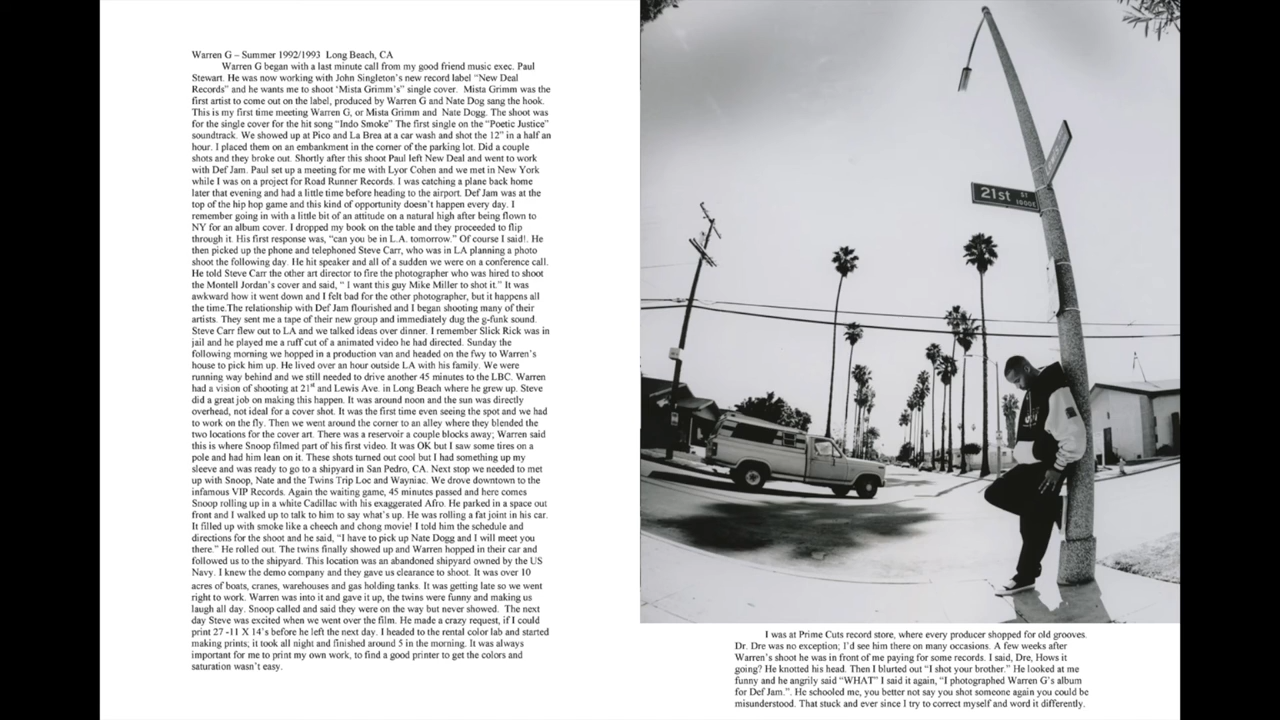 Warren G – Summer 1992/1993 Long Beach, CA
Warren G began with a last minute call from my good friend music exec. Paul
Stewart. He was now working with John Singleton's new record label "New Deal
Records" and he wants me to shoot 'Mista Grimm's" single cover. Mista Grimm was the
first artist to come out on the label, produced by Warren G and Nate Dog sang the hook.
This is my first time meeting Warren G, or Mista Grimm and Nate Dogg. The shoot was
for the single cover for the hit song "Indo Smoke" The first single on the "Poetic Justice"
soundtrack. We showed up at Pico and La Brea at a car wash and shot the 12" in a half an
hour. I placed them on an embankment in the corner of the parking lot. Did a couple
shots and they broke out. Shortly after this shoot Paul left New Deal and went to work
with Def Jam. Paul set up a meeting for me with Lyor Cohen and we met in New York
while I was on a project for Road Runner Records. I was catching a plane back home
later that evening and had a little time before heading to the airport. Def Jam was at the
top of the hip hop game and this kind of opportunity doesn't happen every day. I
remember going in with a little bit of an attitude on a natural high after being flown to
NY for an album cover. I dropped my book on the table and they proceeded to flip
through it. His first response was, "can you be in L.A. tomorrow." Of course I said!. He
then picked up the phone and telephoned Steve Carr, who was in LA planning a photo
shoot the following day. He hit speaker and all of a sudden we were on a conference call.
He told Steve Carr the other art director to fire the photographer who was hired to shoot
the Montell Jordan's cover and said, " I want this guy Mike Miller to shot it." It was
awkward how it went down and I felt bad for the other photographer, but it happens all
the time.The relationship with Def Jam flourished and I began shooting many of their
artists. They sent me a tape of their new group and immediately dug the g-funk sound.
Steve Carr flew out to LA and we talked ideas over dinner. I remember Slick Rick was in
jail and he played me a ruff cut of a animated video he had directed. Sunday the
following morning we hopped in a production van and headed on the fwy to Warren's
house to pick him up. He lived over an hour outside LA with his family. We were
running way behind and we still needed to drive another 45 minutes to the LBC. Warren
had a vision of shooting at 21st and Lewis Ave. in Long Beach where he grew up. Steve
did a great job on making this happen. It was around noon and the sun was directly
overhead, not ideal for a cover shot. It was the first time even seeing the spot and we had
to work on the fly. Then we went around the corner to an alley where they blended the
two locations for the cover art. There was a reservoir a couple blocks away; Warren said
this is where Snoop filmed part of his first video. It was OK but I saw some tires on a
pole and had him lean on it. These shots turned out cool but I had something up my
sleeve and was ready to go to a shipyard in San Pedro, CA. Next stop we needed to met
up with Snoop, Nate and the Twins Trip Loc and Wayniac. We drove downtown to the
infamous VIP Records. Again the waiting game, 45 minutes passed and here comes
Snoop rolling up in a white Cadillac with his exaggerated Afro. He parked in a space out
front and I walked up to talk to him to say what's up. He was rolling a fat joint in his car.
It filled up with smoke like a cheech and chong movie! I told him the schedule and
directions for the shoot and he said, "I have to pick up Nate Dogg and I will meet you
there." He rolled out. The twins finally showed up and Warren hopped in their car and
followed us to the shipyard. This location was an abandoned shipyard owned by the US
Navy. I knew the demo company and they gave us clearance to shoot. It was over 10
acres of boats, cranes, warehouses and gas holding tanks. It was getting late so we went
right to work. Warren was into it and gave it up, the twins were funny and making us
laugh all day. Snoop called and said they were on the way but never showed. The next
day Steve was excited when we went over the film. He made a crazy request, if I could
print 27 -11 X 14's before he left the next day. I headed to the rental color lab and started
making prints; it took all night and finished around 5 in the morning. It was always
important for me to print my own work, to find a good printer to get the colors and
saturation wasn't easy.
21st ST
1000E
I was at Prime Cuts record store, where every producer shopped for old grooves.
Dr. Dre was no exception; I'd see him there on many occasions. A few weeks after
Warren's shoot he was in front of me paying for some records. I said, Dre, Hows it
going? He knotted his head. Then I blurted out "I shot your brother." He looked at me
funny and he angrily said "WHAT" I said it again, "I photographed Warren G's album
for Def Jam.". He schooled me, you better not say you shot someone again you could be
misunderstood. That stuck and ever since I try to correct myself and word it differently.